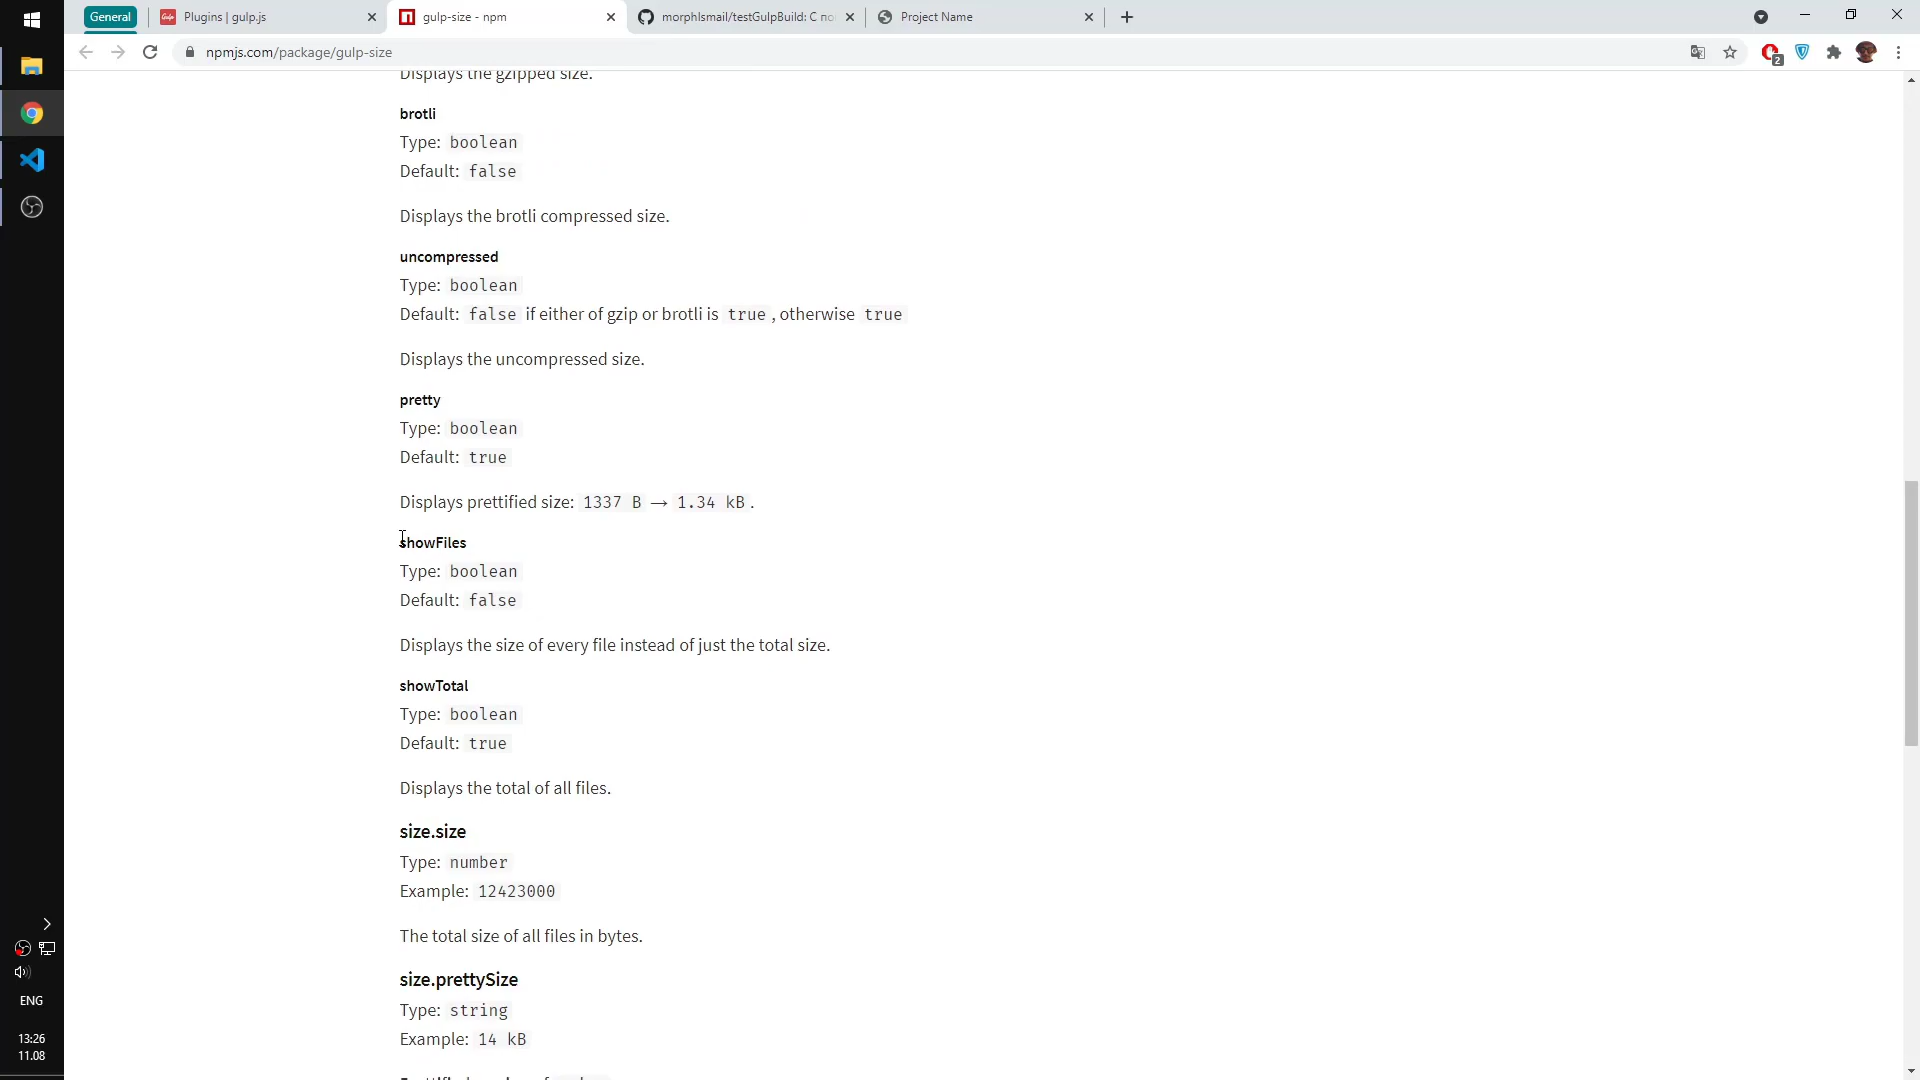 General
Plugins | gulp.js
gulp-size - npm
morphIsmail/testGulpBuild: С по
Project Name
npmjs.com/package/gulp-size
2
Displays the gzipped size.
brotli
Type: boolean
Default: false
Displays the brotli compressed size.
uncompressed
Type: boolean
Default: false if either of gzip or brotli is true , otherwise true
Displays the uncompressed size.
pretty
Type: boolean
Default: true
Displays prettified size: 1337 B → 1.34 kB .
showFiles
Type: boolean
Default: false
Displays the size of every file instead of just the total size.
showTotal
Type: boolean
Default: true
Displays the total of all files.
size.size
Type: number
Example: 12423000
The total size of all files in bytes.
size.prettySize
Type: string
Example: 14 kB
ENG
13:26
11.08